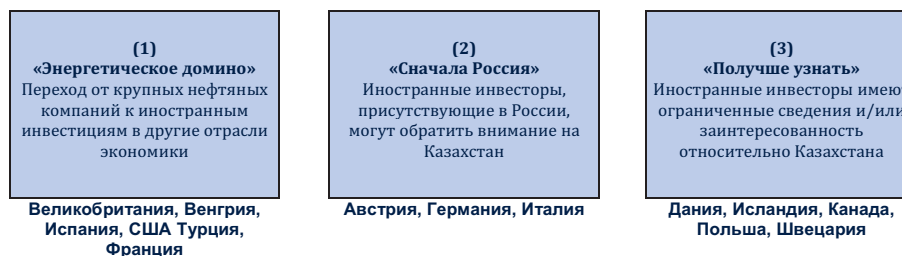 (1)
«Энергетическое домино»
Переход от крупных нефтяных
компаний к иностранным
инвестициям в другие отрасли
экономики
Великобритания, Венгрия,
Испания, США Турция,
Франция
(2)
«Сначала Россия»
Иностранные инвесторы,
присутствующие в России,
могут обратить внимание на
Казахстан
Австрия, Германия, Италия
(3)
«Получше узнать»
Иностранные инвесторы имеют
ограниченные сведения и/или
заинтересованность
относительно Казахстана
Дания, Исландия, Канада,
Польша, Швецария